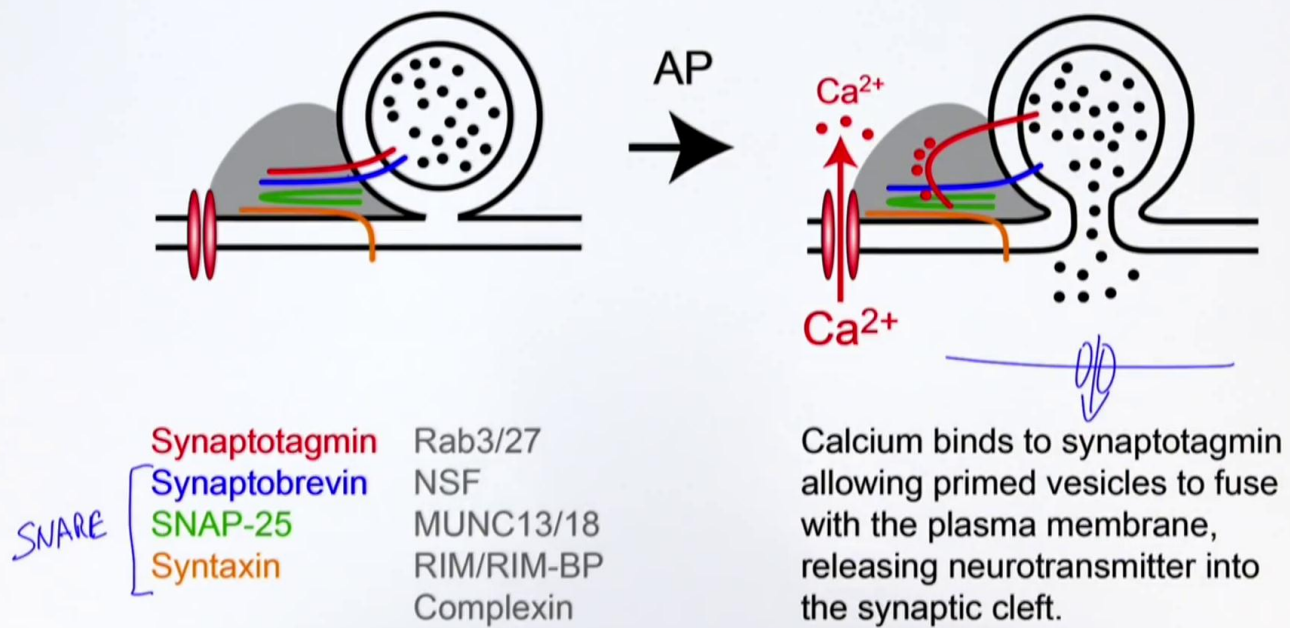 AP
Ca²⁺
Ca²⁺
SNARE
Synaptotagmin
Synaptobrevin
SNAP-25
Syntaxin
Rab3/27
NSF
MUNC13/18
RIM/RIM-BP
Complexin
Calcium binds to synaptotagmin
allowing primed vesicles to fuse
with the plasma membrane,
releasing neurotransmitter into
the synaptic cleft.